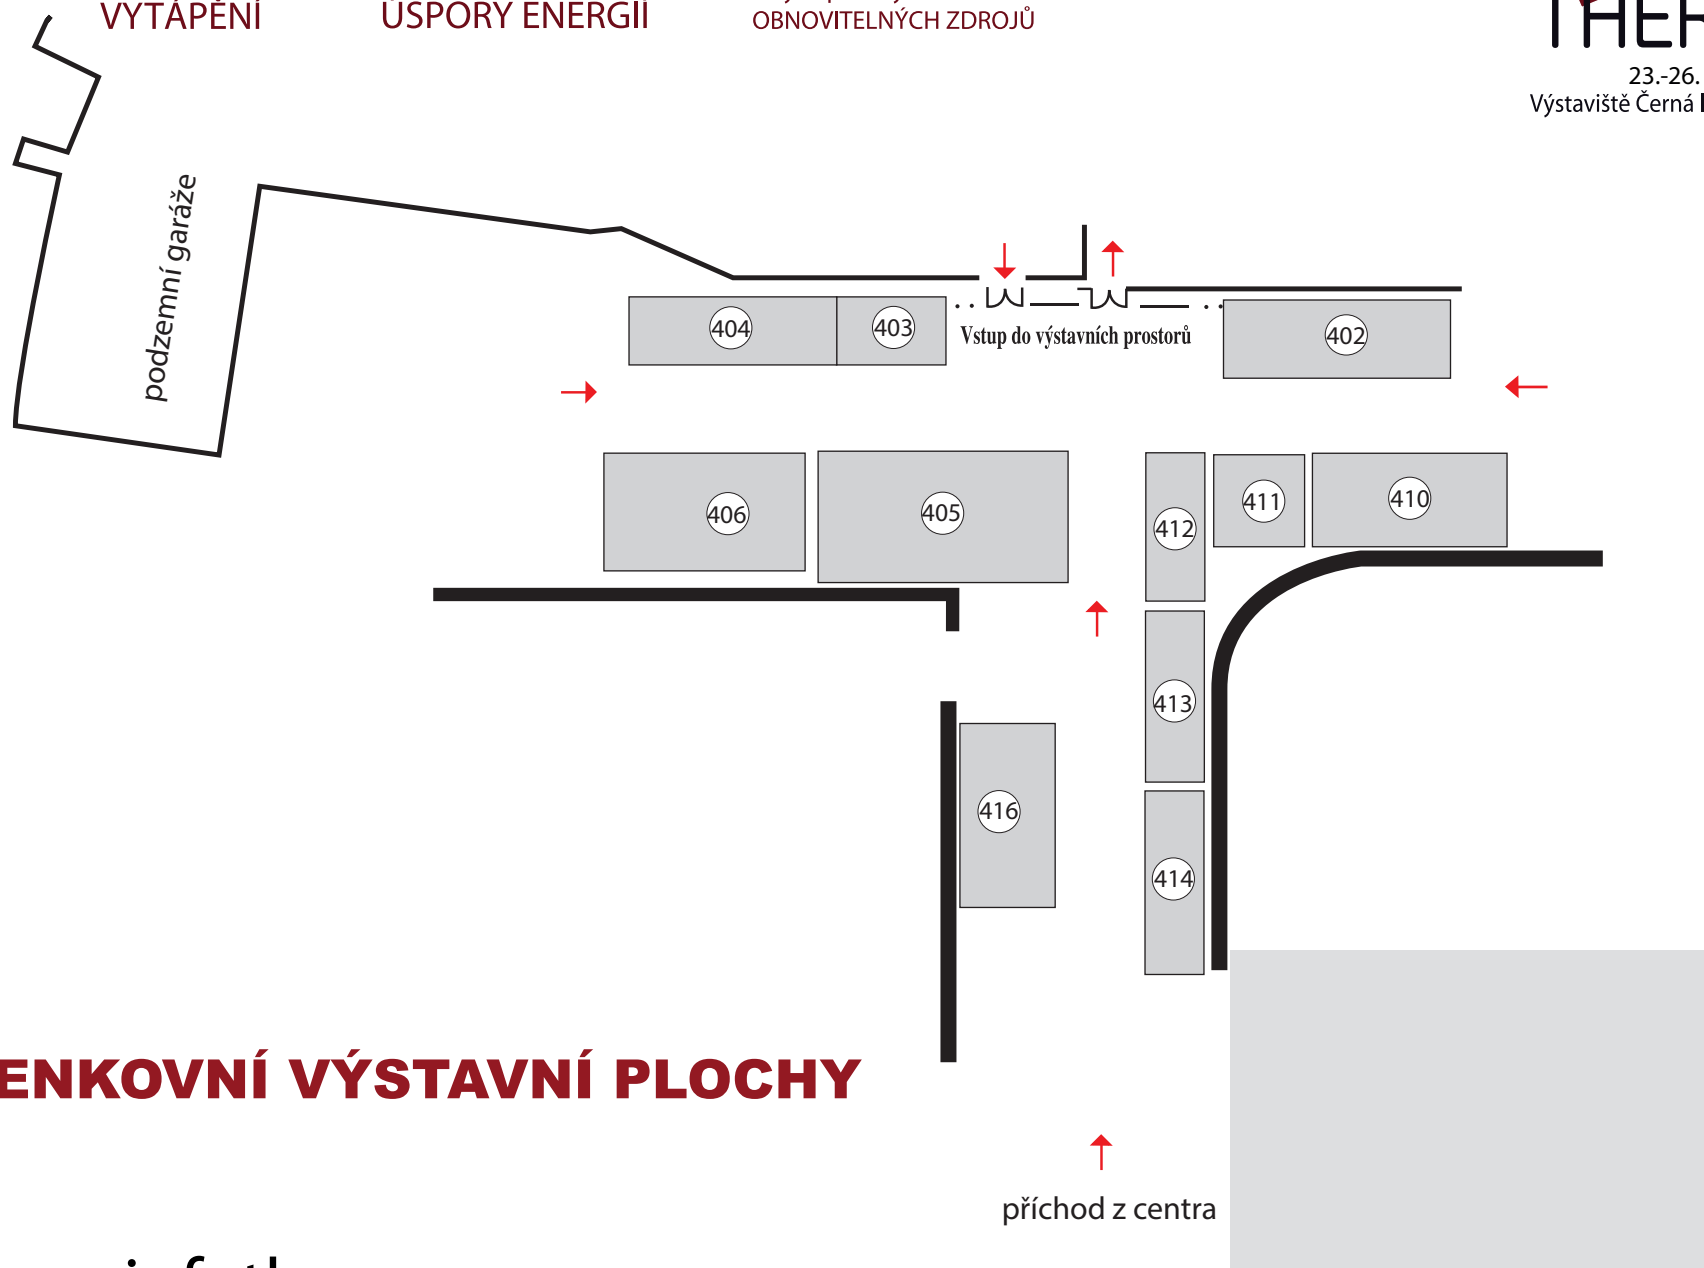 VYTÁPĚNÍ
ÚSPORY ENERGIÍ
OBNOVITELNÝCH ZDROJŮ
THER
23.-26.
Výstaviště Černá
podzemní garáže
404
403
Vstup do výstavních prostorů
402
406
405
412
411
410
413
416
414
ENKOVNÍ VÝSTAVNÍ PLOCHY
příchod z centra